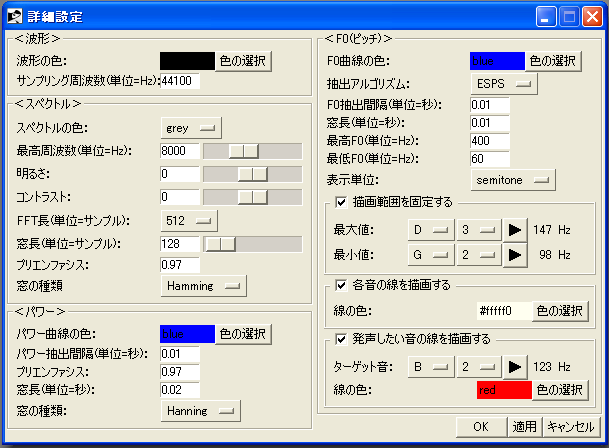 詳細設定
<波形>
波形の色: 色の選択
サンプリング周波数(単位=Hz): 44100
<スペクトル>
スペクトルの色: grey
最高周波数(単位=Hz): 8000
明るさ: 0
コントラスト: 0
FFT長(単位=サンプル): 512
窓長(単位=サンプル): 128
プリエンファシス: 0.97
窓の種類: Hamming
<パワー>
パワー曲線の色: blue 色の選択
パワー抽出間隔(単位=秒): 0.01
プリエンファシス: 0.97
窓長(単位=秒): 0.02
窓の種類: Hanning
<F0(ピッチ)>
F0曲線の色: blue 色の選択
抽出アルゴリズム: ESPS
F0抽出間隔(単位=秒): 0.01
窓長(単位=秒): 0.01
最高F0(単位=Hz): 400
最低F0(単位=Hz): 60
表示単位: semitone
描画範囲を固定する
最大値: D 3 147 Hz
最小値: G 2 98 Hz
各音の線を描画する
線の色: #fffff0 色の選択
発声したい音の線を描画する
ターゲット音: B 2 123 Hz
線の色: red 色の選択
OK 適用 キャンセル